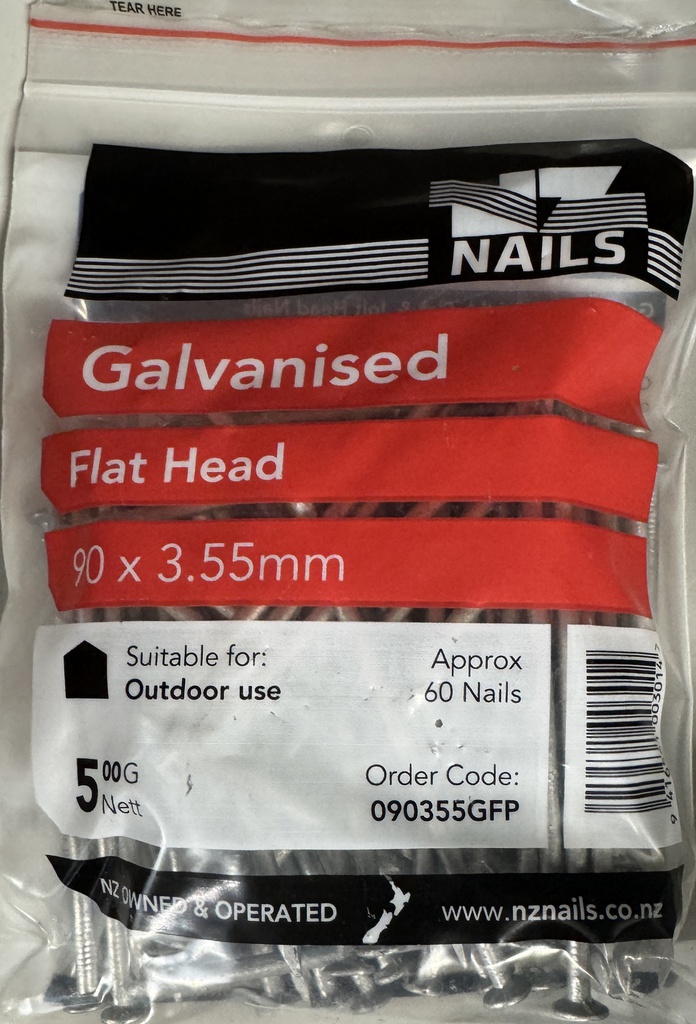 TEAR HERE
NZ
NAILS
Galvanised
Flat Head
90 x 3.55mm
Suitable for:
Outdoor use
Approx
60 Nails
500G
Nett
Order Code:
090355GFP
NZ OWNED & OPERATED
www.nznails.co.nz